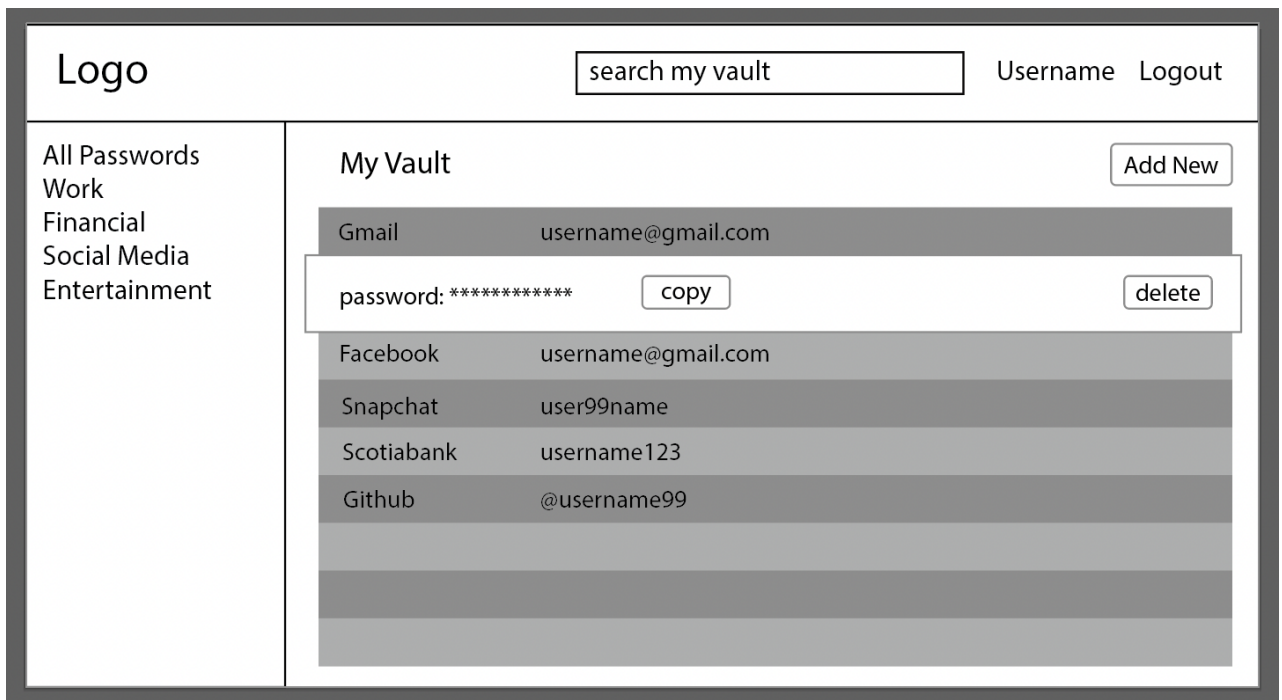 Logo
search my vault
Username Logout
All Passwords
Work
Financial
Social Media
Entertainment
My Vault
Add New
Gmail username@gmail.com
password: ************ copy delete
Facebook username@gmail.com
Snapchat user99name
Scotiabank username123
Github @username99